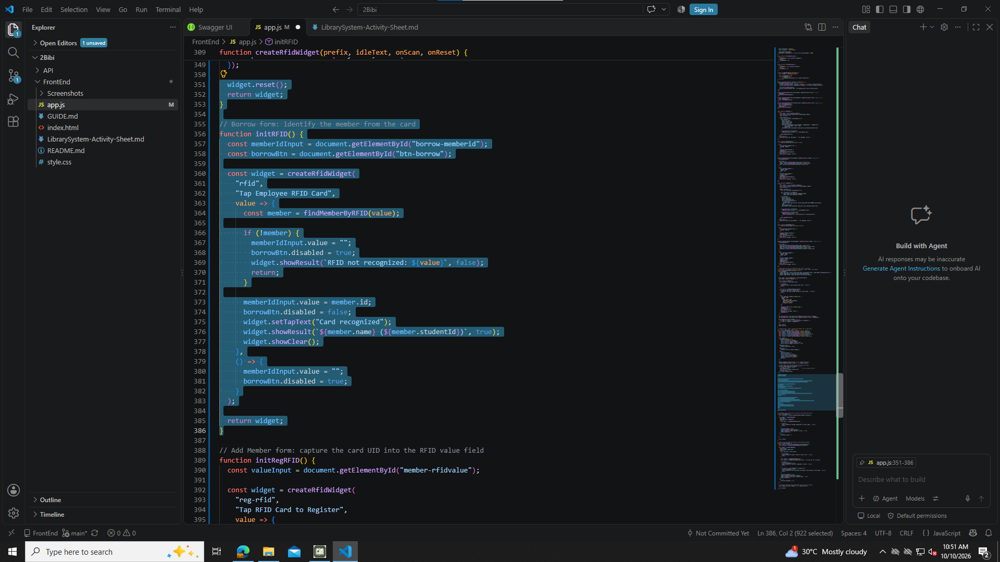 File Edit Selection View Go Run Terminal Help
2Bibi
Sign In
Explorer
Open Editors 1 unsaved
2Bibi
API
FrontEnd
Screenshots
JS app.js M
GUIDE.md
index.html
LibrarySystem-Activity-Sheet.md
README.md
style.css
Outline
Timeline
Swagger UI
JS app.js M
LibrarySystem-Activity-Sheet.md
FrontEnd > JS app.js > initRFID
309 function createRfidWidget(prefix, idleText, onScan, onReset) {
349 });
350
351 widget.reset();
352 return widget;
353 }
354
355 // Borrow form: identify the member from the card
356 function initRFID() {
357 const memberIdInput = document.getElementById("borrow-memberid");
358 const borrowBtn = document.getElementById("btn-borrow");
359
360 const widget = createRfidWidget(
361 "rfid",
362 "Tap Employee RFID Card",
363 value => {
364 const member = findMemberByRFID(value);
365
366 if (!member) {
367 memberIdInput.value = "";
368 borrowBtn.disabled = true;
369 widget.showResult(`RFID not recognized: ${value}`, false);
370 return;
371 }
372
373 memberIdInput.value = member.id;
374 borrowBtn.disabled = false;
375 widget.setTapText("Card recognized");
376 widget.showResult(`${member.name} (${member.studentId})`, true);
377 widget.showClear();
378 },
379 () => {
380 memberIdInput.value = "";
381 borrowBtn.disabled = true;
382 }
383 );
384
385 return widget;
386 }
387
388 // Add Member form: capture the card UID into the RFID value field
389 function initRegRFID() {
390 const valueInput = document.getElementById("member-rfidvalue");
391
392 const widget = createRfidWidget(
393 "reg-rfid",
394 "Tap RFID Card to Register",
395 value => {
Chat
Build with Agent
AI responses may be inaccurate
Generate Agent Instructions to onboard AI
onto your codebase.
JS app.js:351-386
Describe what to build
Agent Models
Local Default permissions
FrontEnd main* 0 0
Not Committed Yet Ln 386, Col 2 (922 selected) Spaces: 4 UTF-8 CRLF {} JavaScript
Type here to search
30°C Mostly cloudy
10:51 AM
10/10/2026
2